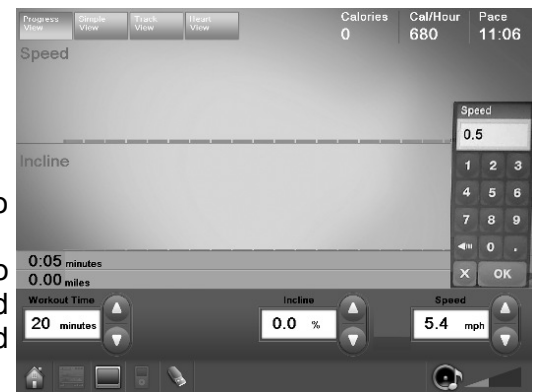 Progress View
Simple View
Track View
Heart View
Calories
0
Cal/Hour
680
Pace
11:06
Speed
Incline
Speed
0.5
1 2 3
4 5 6
7 8 9
0 .
X OK
0:05 minutes
0.00 miles
Workout Time
20 minutes
Incline
0.0 %
Speed
5.4 mph